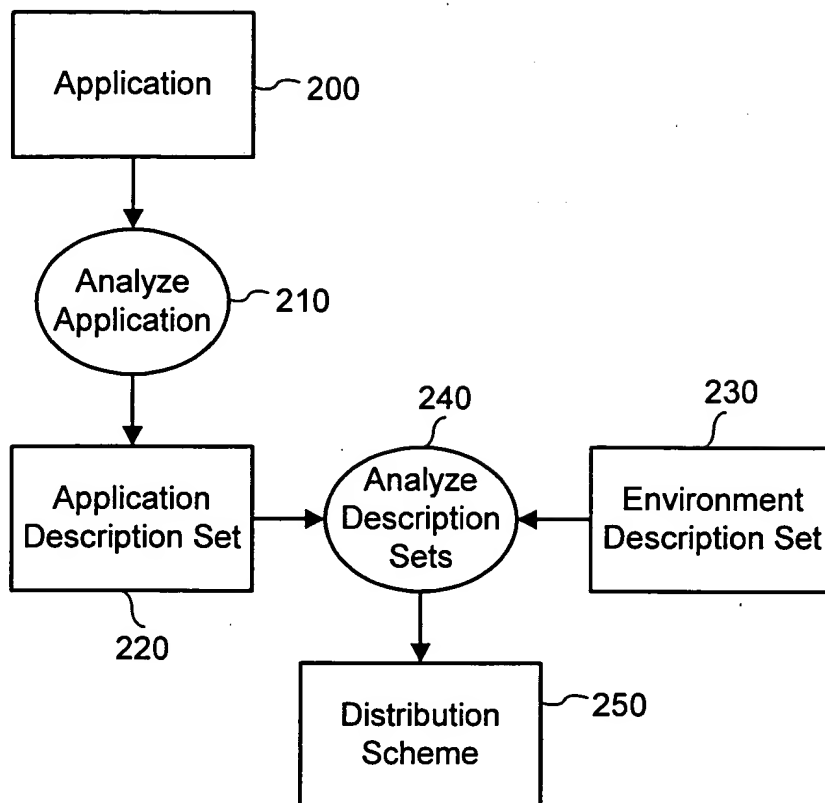 Application
200
Analyze
Application
210
240
230
Application
Description Set
Analyze
Description
Sets
Environment
Description Set
220
Distribution
Scheme
250